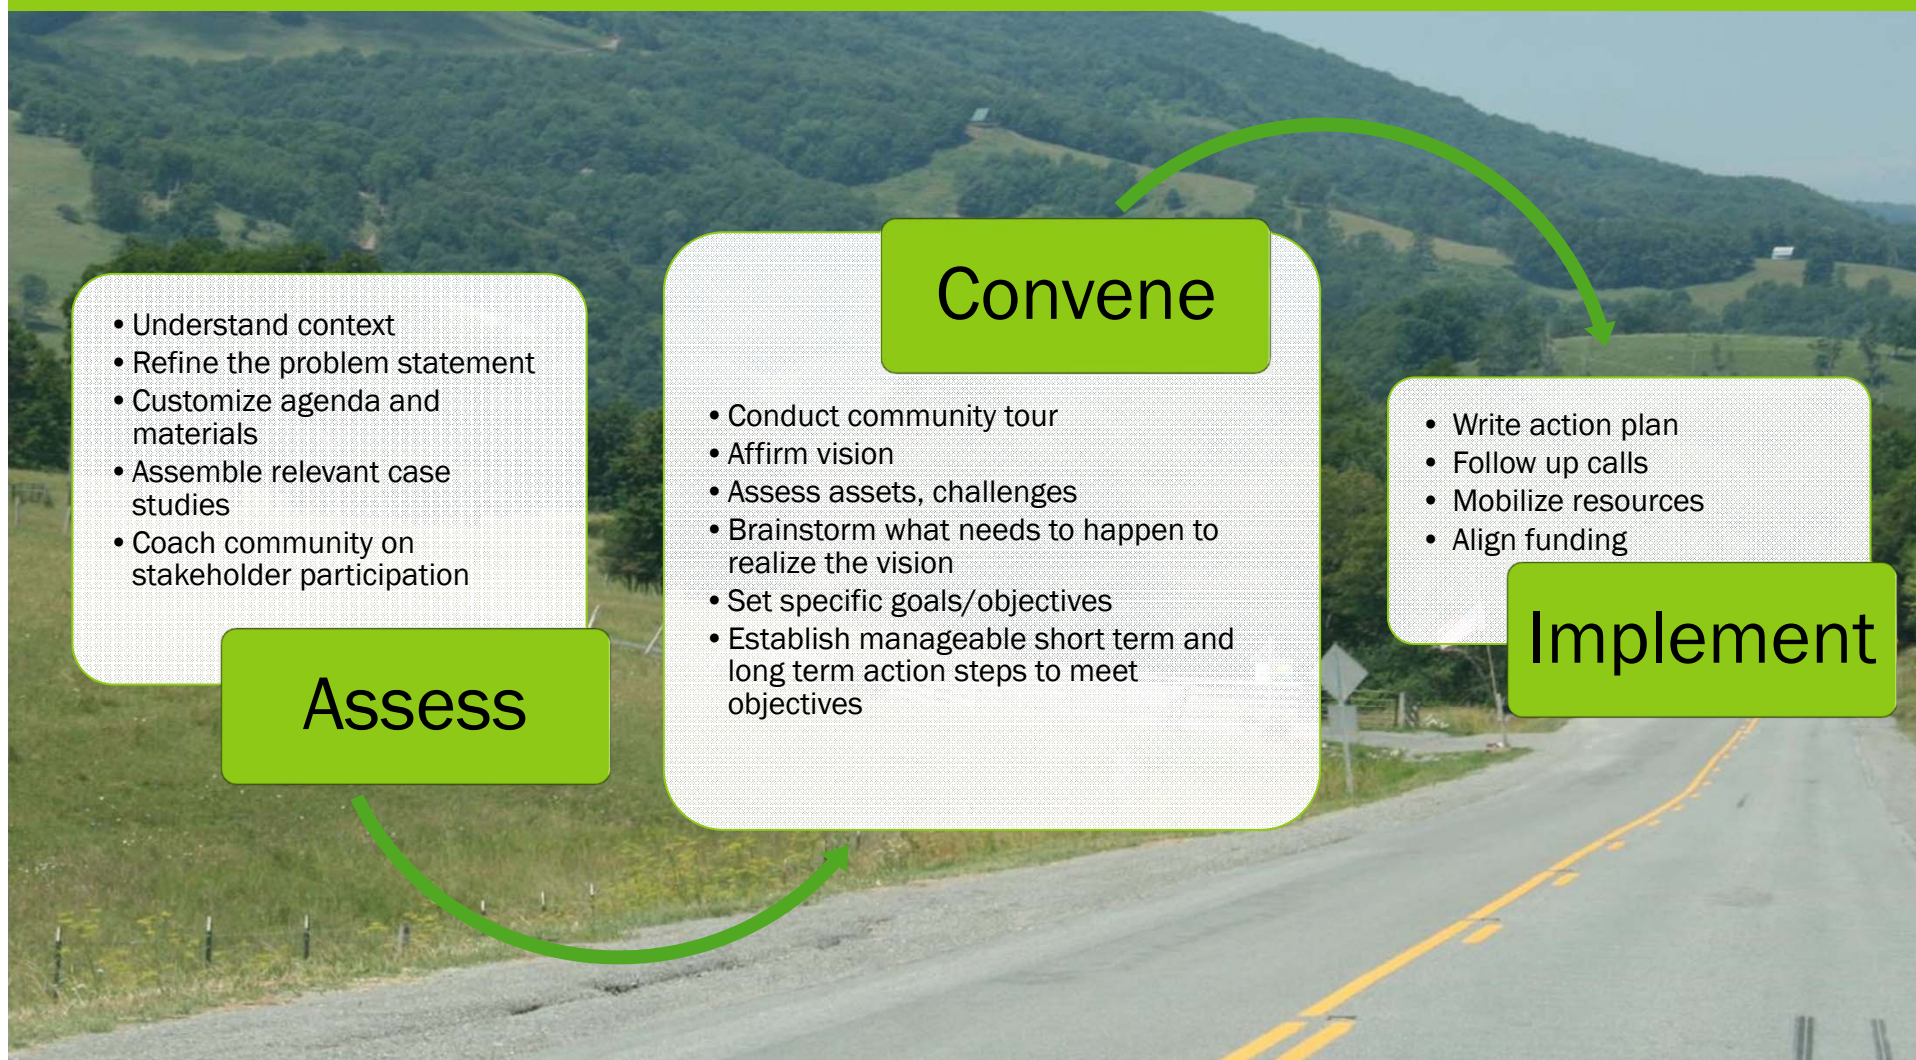 • Understand context
• Refine the problem statement
• Customize agenda and
materials
• Assemble relevant case
studies
• Coach community on
stakeholder participation
Assess
Convene
• Conduct community tour
• Affirm vision
• Assess assets, challenges
• Brainstorm what needs to happen to
realize the vision
• Set specific goals/objectives
• Establish manageable short term and
long term action steps to meet
objectives
• Write action plan
• Follow up calls
• Mobilize resources
• Align funding
Implement